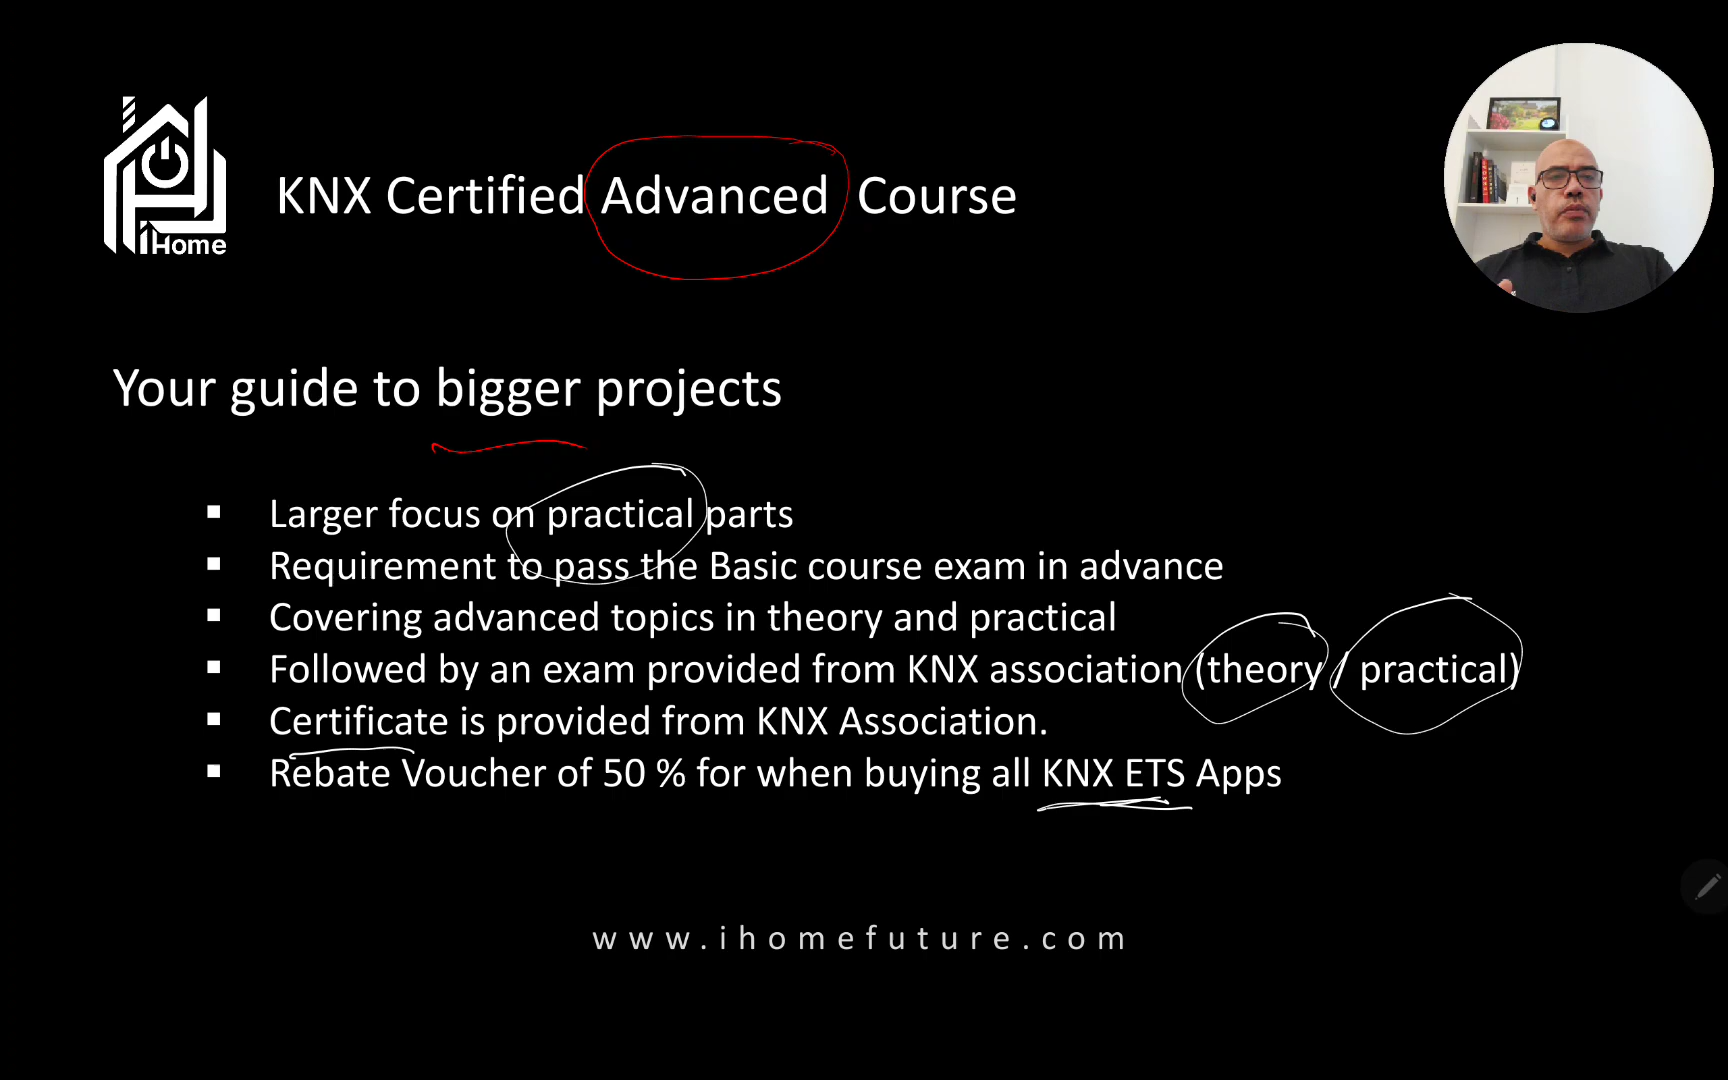 iHome
KNX Certified Advanced Course
Your guide to bigger projects
▪ Larger focus on practical parts
▪ Requirement to pass the Basic course exam in advance
▪ Covering advanced topics in theory and practical
▪ Followed by an exam provided from KNX association (theory / practical)
▪ Certificate is provided from KNX Association.
▪ Rebate Voucher of 50 % for when buying all KNX ETS Apps
www.ihomefuture.com